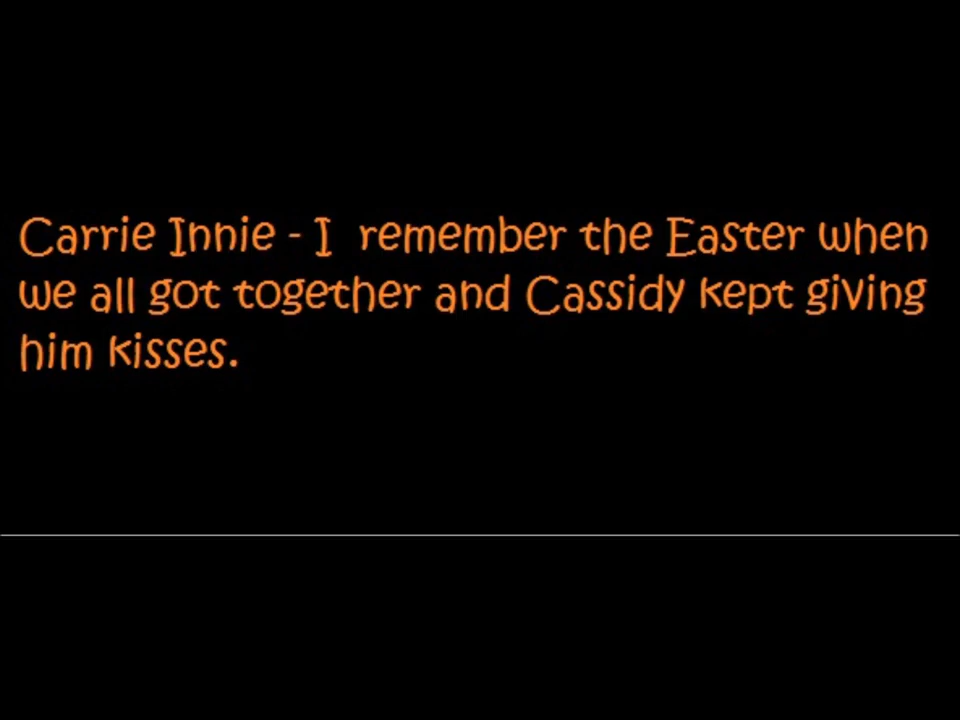 Carrie Innie - I  remember the Easter when
we all got together and Cassidy kept giving
him kisses.